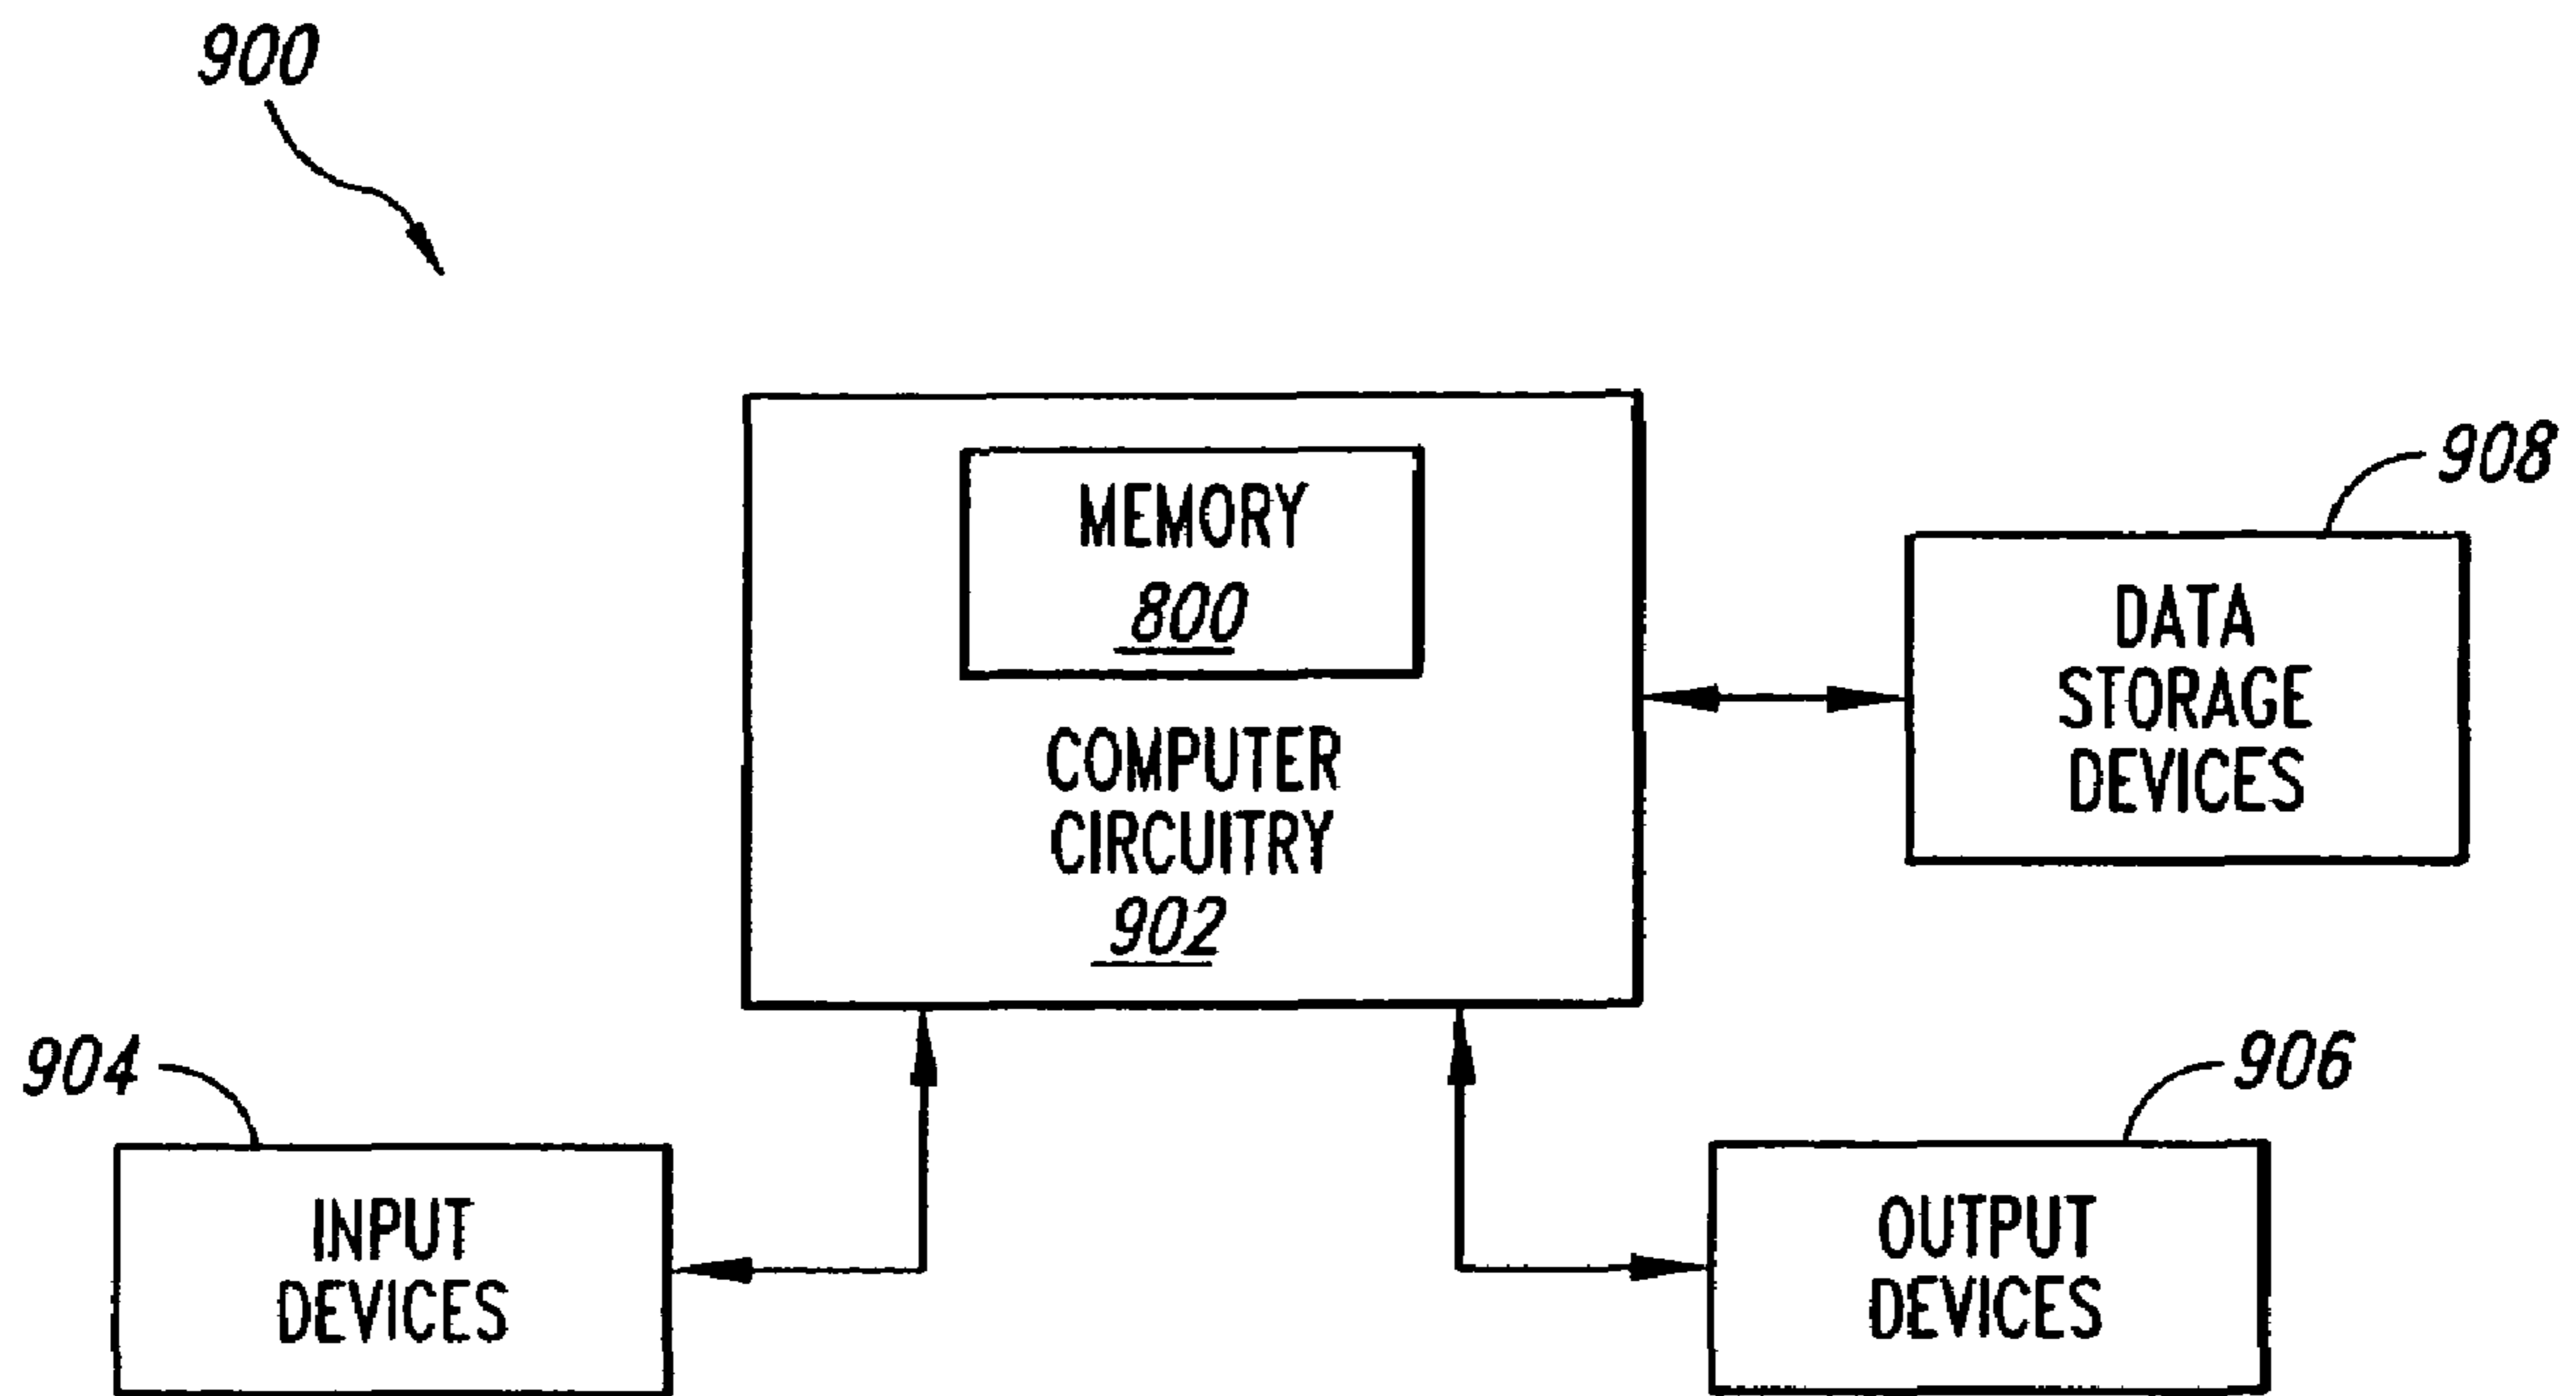 900
MEMORY
800
COMPUTER
CIRCUITRY
902
908
DATA
STORAGE
DEVICES
904
INPUT
DEVICES
906
OUTPUT
DEVICES